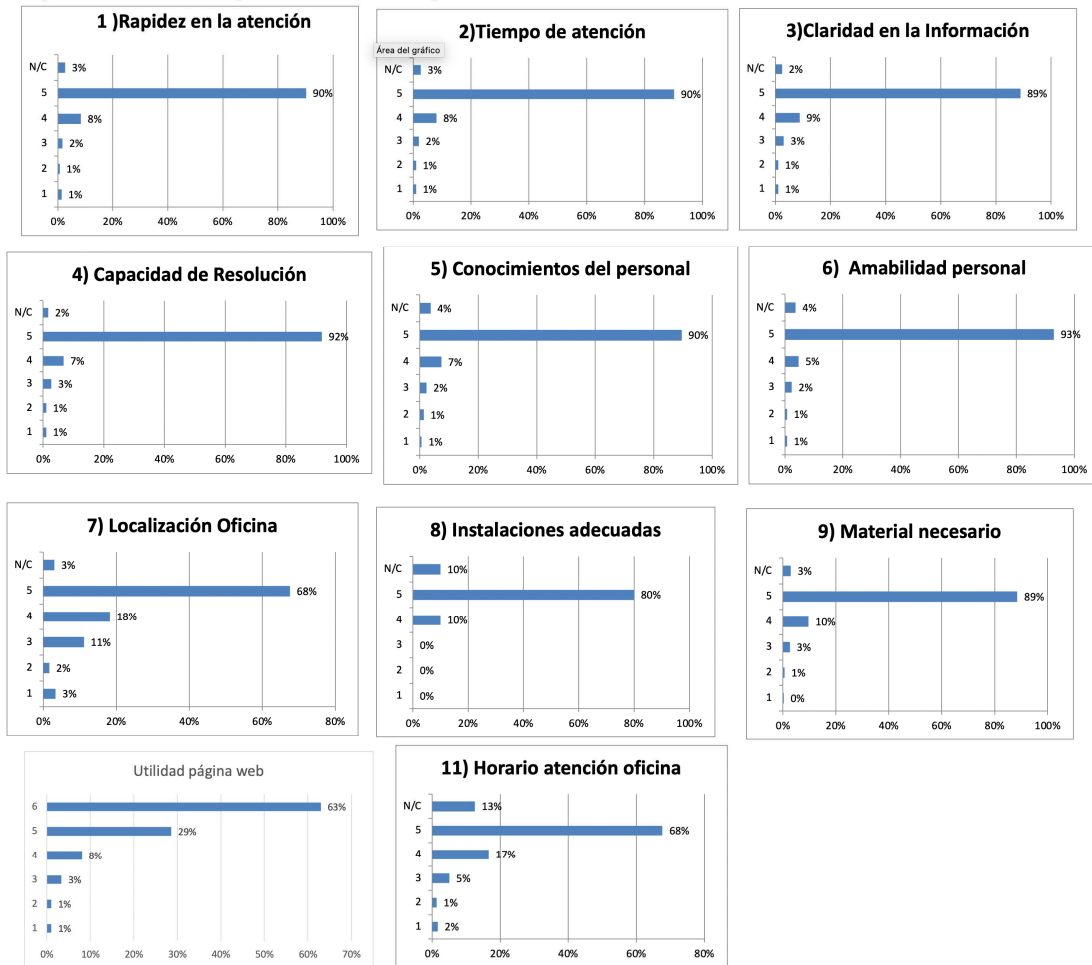 1 )Rapidez en la atención
N/C 3%
5 90%
4 8%
3 2%
2 1%
1 1%
0% 20% 40% 60% 80% 100%
2)Tiempo de atención
Área del gráfico
N/C 3%
5 90%
4 8%
3 2%
2 1%
1 1%
0% 20% 40% 60% 80% 100%
3)Claridad en la Información
N/C 2%
5 89%
4 9%
3 3%
2 1%
1 1%
0% 20% 40% 60% 80% 100%
4) Capacidad de Resolución
N/C 2%
5 92%
4 7%
3 3%
2 1%
1 1%
0% 20% 40% 60% 80% 100%
5) Conocimientos del personal
N/C 4%
5 90%
4 7%
3 2%
2 1%
1 1%
0% 20% 40% 60% 80% 100%
6) Amabilidad personal
N/C 4%
5 93%
4 5%
3 2%
2 1%
1 1%
0% 20% 40% 60% 80% 100%
7) Localización Oficina
N/C 3%
5 68%
4 18%
3 11%
2 2%
1 3%
0% 20% 40% 60% 80%
8) Instalaciones adecuadas
N/C 10%
5 80%
4 10%
3 0%
2 0%
1 0%
0% 20% 40% 60% 80% 100%
9) Material necesario
N/C 3%
5 89%
4 10%
3 3%
2 1%
1 0%
0% 20% 40% 60% 80% 100%
Utilidad página web
6 63%
5 29%
4 8%
3 3%
2 1%
1 1%
0% 10% 20% 30% 40% 50% 60% 70%
11) Horario atención oficina
N/C 13%
5 68%
4 17%
3 5%
2 1%
1 2%
0% 20% 40% 60% 80%